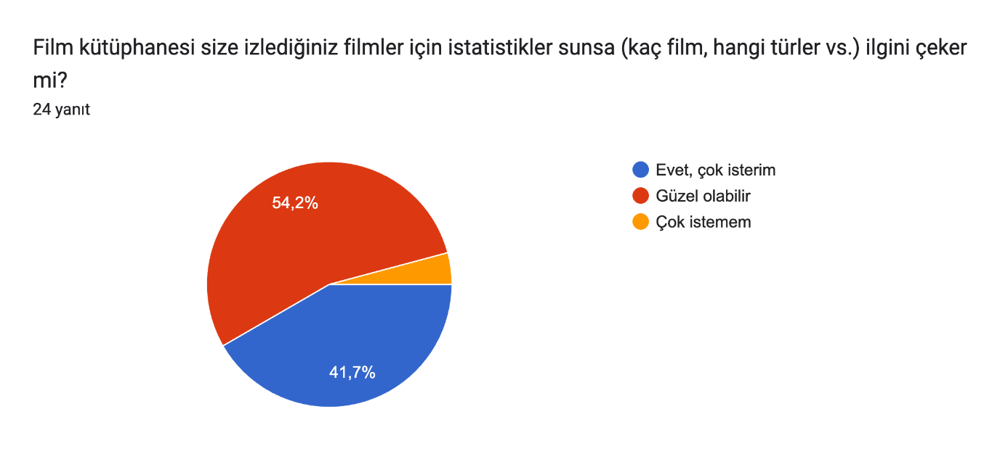 Film kütüphanesi size izlediğiniz filmler için istatistikler sunsa (kaç film, hangi türler vs.) ilgini çeker
mi?
24 yanıt
Evet, çok isterim
Güzel olabilir
Çok istemem
54,2%
41,7%